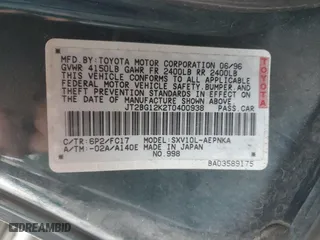 MFD.BY: TOYOTA MOTOR CORPORATION 06/96
GVWR 4150LB GAWR FR 2400LB RR 2400LB
THIS VEHICLE CONFORMS TO ALL APPLICABLE
FEDERAL MOTOR VEHICLE SAFETY, BUMPER, AND
THEFT PREVENTION STANDARDS IN EFFECT ON
THE DATE OF MANUFACTURE SHOWN ABOVE.
JT2BG12K2T0400938 PASS.CAR
TOYOTA
C/TR: 6P2/FC17 MODEL: SXV10L-AEPNKA
A/TM: -02A/A140E MADE IN JAPAN
NO.998
BAD3589175